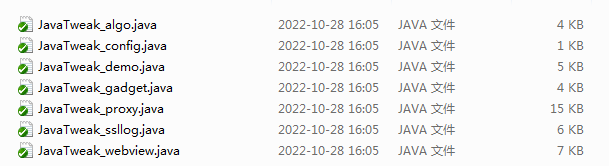 JavaTweak_algo.java 2022-10-28 16:05 JAVA 文件 4 KB
JavaTweak_config.java 2022-10-28 16:05 JAVA 文件 1 KB
JavaTweak_demo.java 2022-10-28 16:05 JAVA 文件 5 KB
JavaTweak_gadget.java 2022-10-28 16:05 JAVA 文件 4 KB
JavaTweak_proxy.java 2022-10-28 16:05 JAVA 文件 15 KB
JavaTweak_ssllog.java 2022-10-28 16:05 JAVA 文件 6 KB
JavaTweak_webview.java 2022-10-28 16:05 JAVA 文件 7 KB